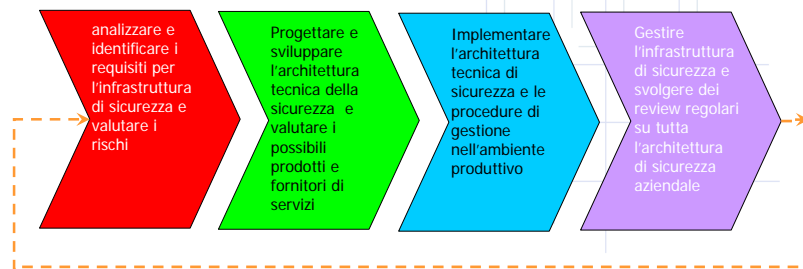 analizzare e
identificare i
requisiti per
l'infrastruttura
di sicurezza e
valutare i
rischi
Progettare e
sviluppare
l'architettura
tecnica della
sicurezza e
valutare i
possibili
prodotti e
fornitori di
servizi
Implementare
l'architettura
tecnica di
sicurezza e le
procedure di
gestione
nell'ambiente
produttivo
Gestire
l'infrastruttura
di sicurezza e
svolgere dei
review regolari
su tutta
l'architettura
di sicurezza
aziendale